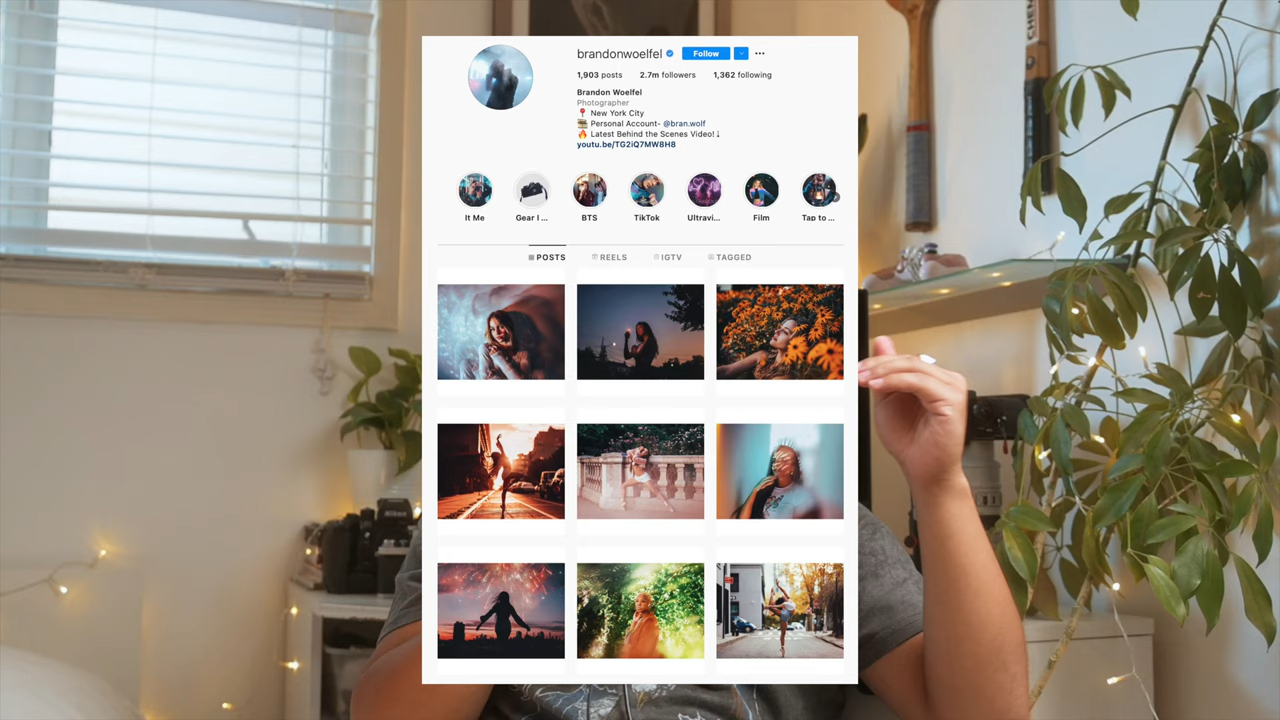 brandonwoelfel Follow
1,903 posts 2.7m followers 1,362 following
Brandon Woelfel
Photographer
📍 New York City
Personal Account- @bran.wolf
🔥 Latest Behind the Scenes Video!↓
youtu.be/TG2iQ7MW8H8
It Me Gear I ... BTS TikTok Ultravi... Film Tap to ...
POSTS REELS IGTV TAGGED
Nikon